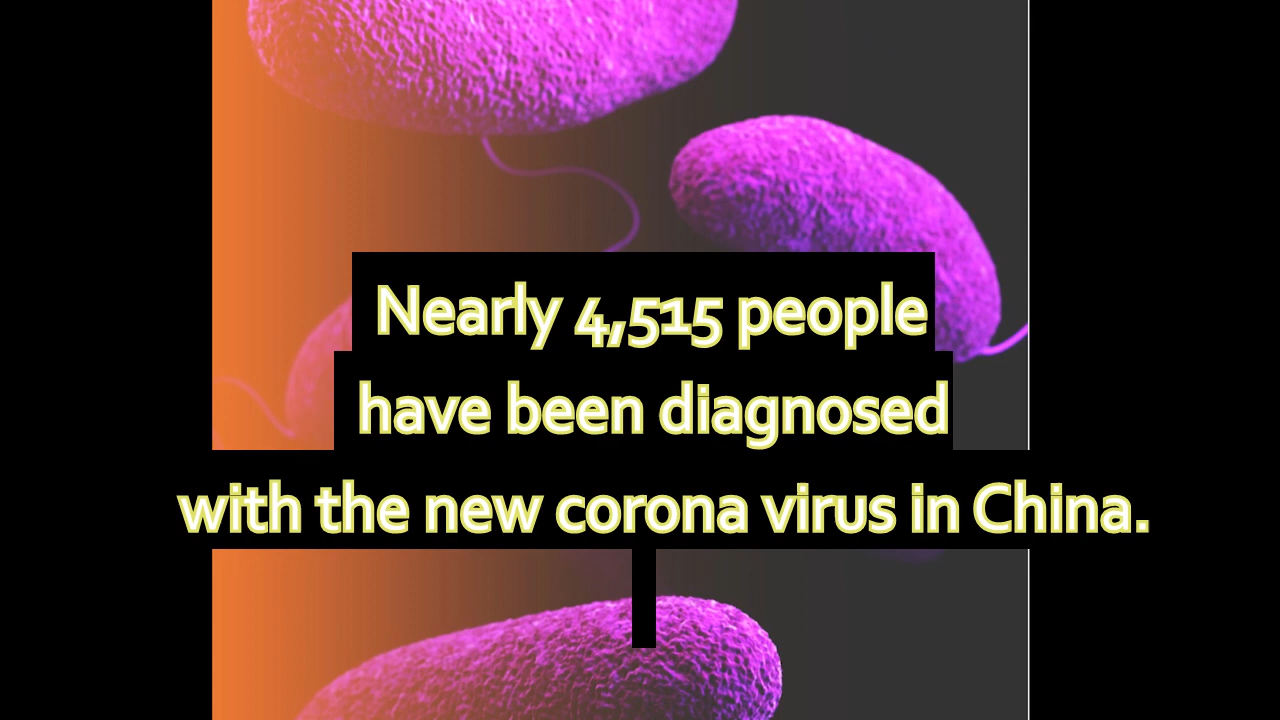 Nearly 4,515 people
have been diagnosed
with the new corona virus in China.